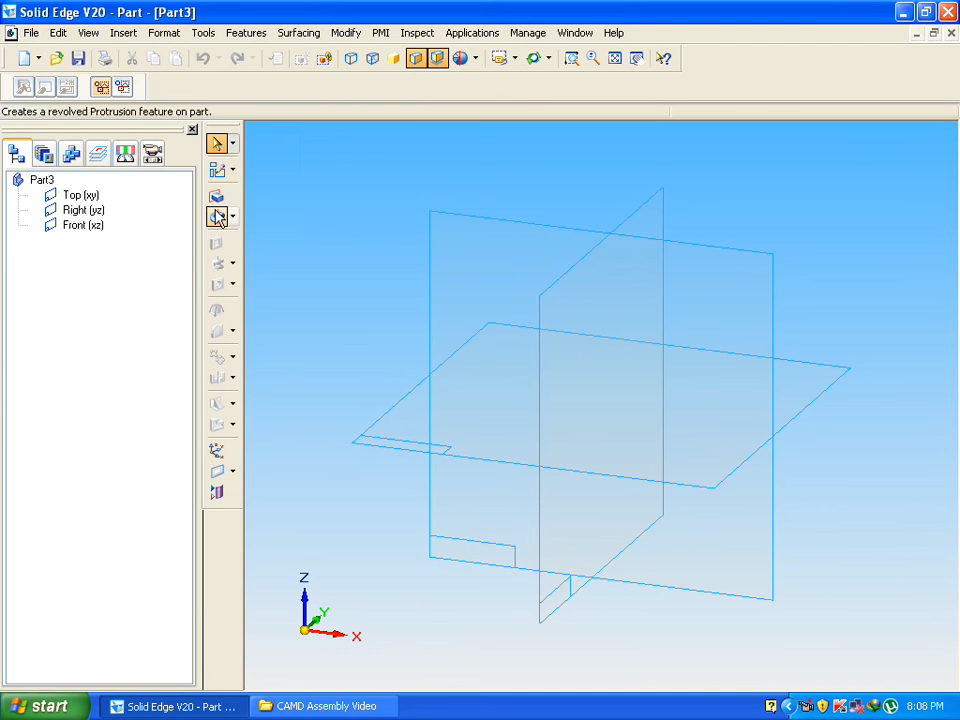 Solid Edge V20 - Part - [Part3]
File Edit View Insert Format Tools Features Surfacing Modify PMI Inspect Applications Manage Window Help
Creates a revolved Protrusion feature on part.
Part3
Top (xy)
Right (yz)
Front (xz)
Z
Y
X
start
Solid Edge V20 - Part ...
CAMD Assembly Video
8:08 PM